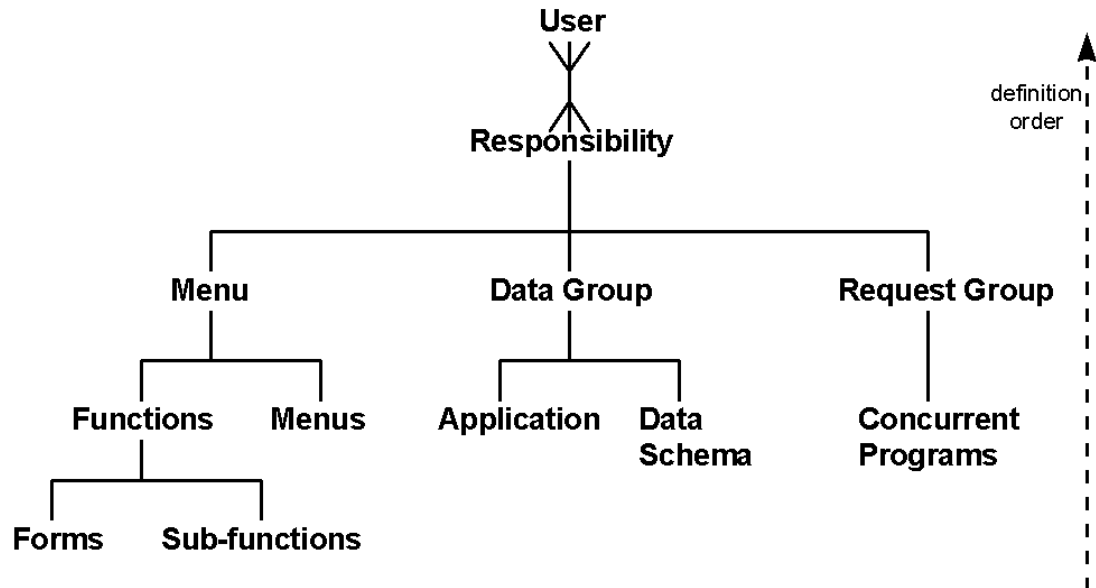 User
definition
order
Responsibility
Menu
Data Group
Request Group
Functions
Menus
Application
Data
Schema
Concurrent
Programs
Forms
Sub-functions